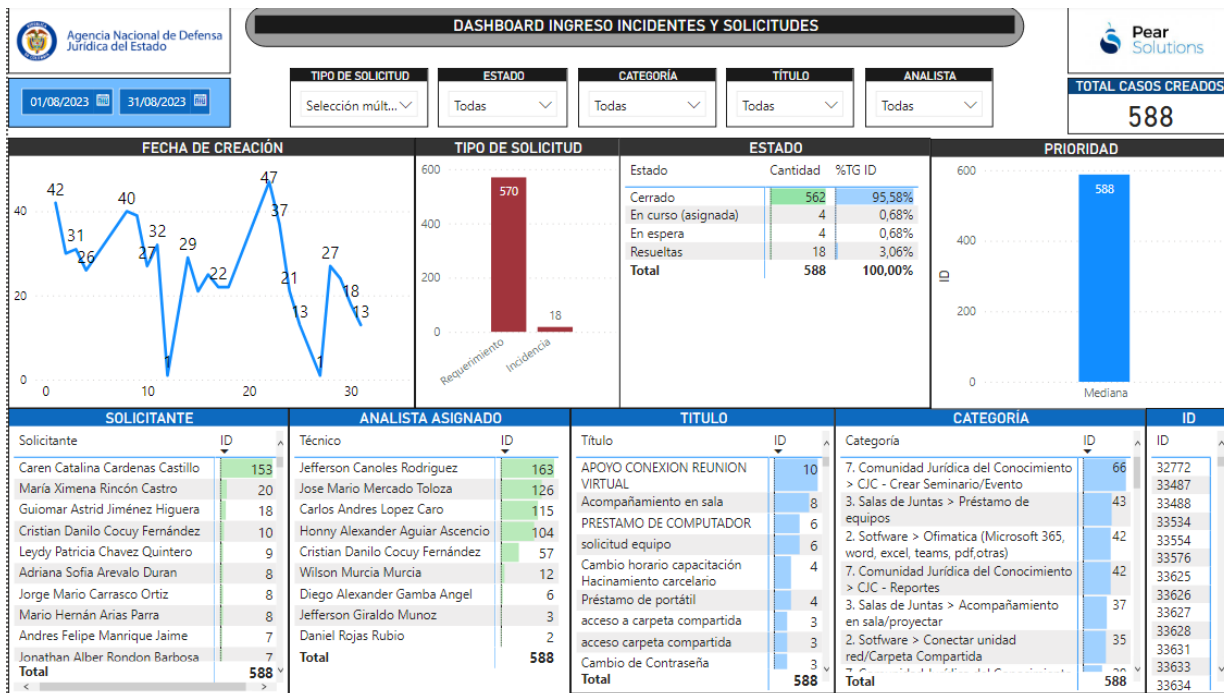 Agencia Nacional de Defensa
Jurídica del Estado
DASHBOARD INGRESO INCIDENTES Y SOLICITUDES
Pear
Solutions
01/08/2023 31/08/2023
TIPO DE SOLICITUD
Selección múlt...
ESTADO
Todas
CATEGORÍA
Todas
TÍTULO
Todas
ANALISTA
Todas
TOTAL CASOS CREADOS
588
FECHA DE CREACIÓN
42
31
26
40
27
32
1
29
22
47
37
21
13
1
27
18
13
40
20
0
0 10 20 30
TIPO DE SOLICITUD
600
400
200
0
570
18
Requerimiento
Incidencia
ESTADO
Estado Cantidad %TG ID
Cerrado 562 95,58%
En curso (asignada) 4 0,68%
En espera 4 0,68%
Resueltas 18 3,06%
Total 588 100,00%
PRIORIDAD
600
400
200
0
ID
588
Mediana
SOLICITANTE
Solicitante ID
Caren Catalina Cardenas Castillo 153
María Ximena Rincón Castro 20
Guiomar Astrid Jiménez Higuera 18
Cristian Danilo Cocuy Fernández 10
Leydy Patricia Chavez Quintero 9
Adriana Sofia Arevalo Duran 8
Jorge Mario Carrasco Ortiz 8
Mario Hernán Arias Parra 8
Andres Felipe Manrique Jaime 7
Jonathan Alber Rondon Barbosa 7
Total 588
ANALISTA ASIGNADO
Técnico ID
Jefferson Canoles Rodriguez 163
Jose Mario Mercado Toloza 126
Carlos Andres Lopez Caro 115
Honny Alexander Aguiar Ascencio 104
Cristian Danilo Cocuy Fernández 57
Wilson Murcia Murcia 12
Diego Alexander Gamba Angel 6
Jefferson Giraldo Munoz 3
Daniel Rojas Rubio 2
Total 588
TITULO
Título ID
APOYO CONEXION REUNION 10
VIRTUAL
Acompañamiento en sala 8
PRESTAMO DE COMPUTADOR 6
solicitud equipo 6
Cambio horario capacitación 4
Hacinamiento carcelario
Préstamo de portátil 4
acceso a carpeta compartida 3
acceso carpeta compartida 3
Cambio de Contraseña 3
Total 588
CATEGORÍA
Categoría ID
7. Comunidad Jurídica del Conocimiento 66
> CJC - Crear Seminario/Evento
3. Salas de Juntas > Préstamo de 43
equipos
2. Sotfware > Ofimatica (Microsoft 365, 42
word, excel, teams, pdf,otras)
7. Comunidad Jurídica del Conocimiento 42
> CJC - Reportes
3. Salas de Juntas > Acompañamiento 37
en sala/proyectar
2. Sotfware > Conectar unidad 35
red/Carpeta Compartida
Total 588
ID
ID
32772
33487
33488
33534
33554
33576
33625
33626
33627
33628
33631
33633
33634